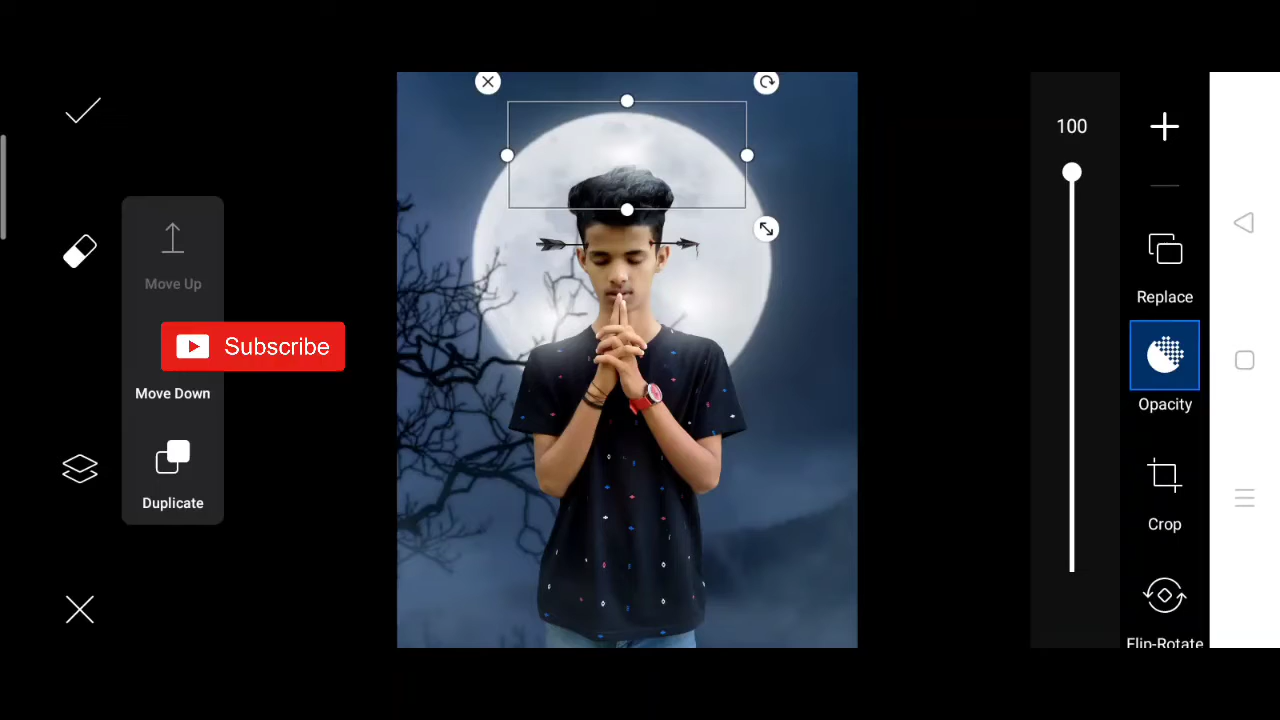 Move Up
Subscribe
Move Down
Duplicate
100
Replace
Opacity
Crop
Flip-Rotate